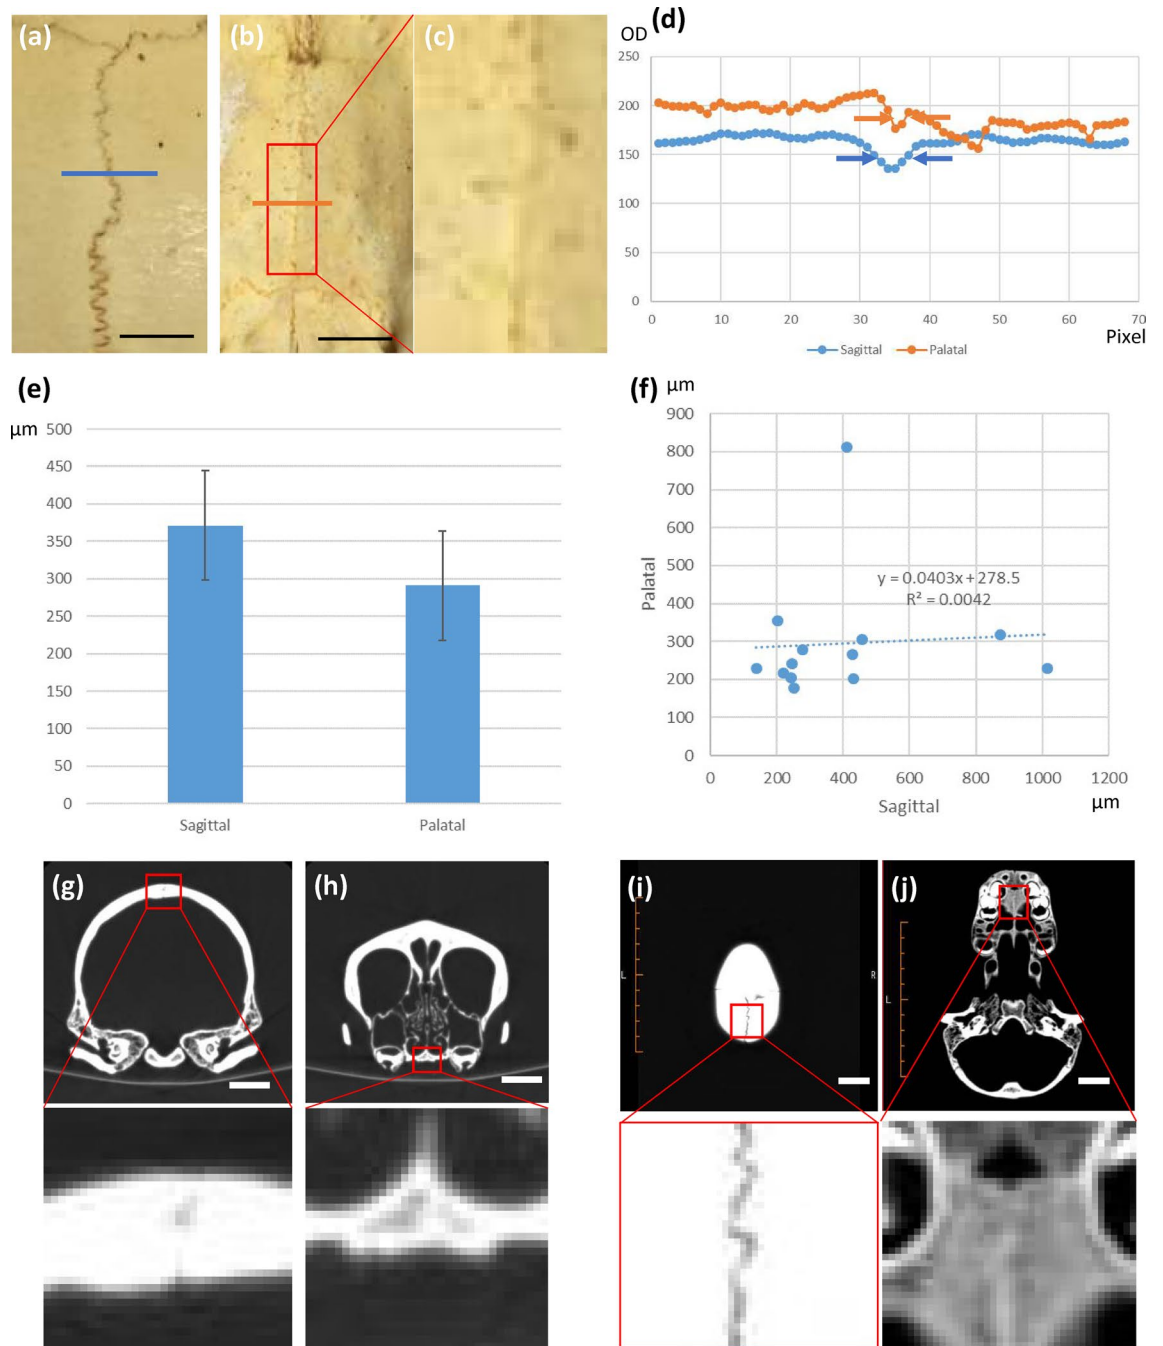 (a)
(b)
(c)
(d)
OD
250
200
150
100
50
0
0 10 20 30 40 50 60 70
Pixel
Sagittal Palatal
(e)
µm
500
450
400
350
300
250
200
150
100
50
0
Sagittal Palatal
(f)
µm
900
800
700
600
500
400
300
200
100
0
Palatal
y = 0.0403x + 278.5
R² = 0.0042
0 200 400 600 800 1000 1200
Sagittal
µm
(g)
(h)
(i)
L
R
(j)
L